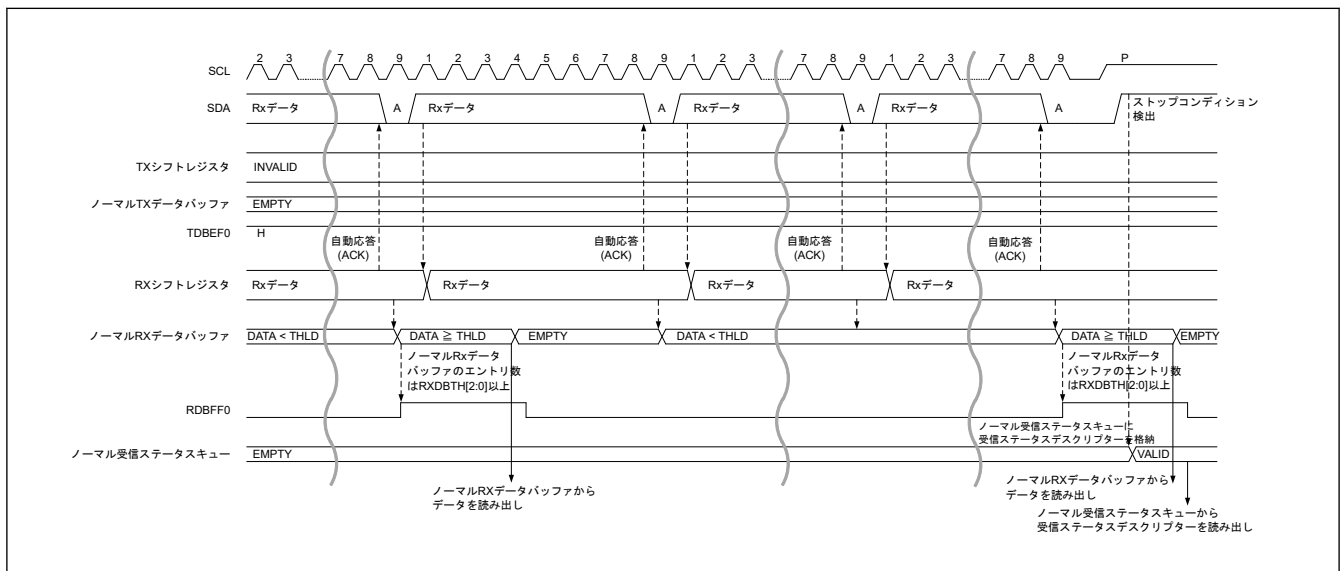 SCL 2 3 7 8 9 1 2 3 4 5 6 7 8 9 1 2 3 7 8 9 1 2 3 7 8 9 P
SDA Rxデータ A Rxデータ A Rxデータ A Rxデータ A ストップコンディション
検出
TXシフトレジスタ INVALID
ノーマルTXデータバッファ EMPTY
TDBEF0 H
自動応答 自動応答 自動応答 自動応答
(ACK) (ACK) (ACK) (ACK)
RXシフトレジスタ Rxデータ Rxデータ Rxデータ Rxデータ
ノーマルRXデータバッファ DATA < THLD DATA ≧ THLD EMPTY DATA < THLD DATA ≧ THLD EMPTY
ノーマルRxデータ
バッファのエントリ数
はRXDBTH[2:0]以上
ノーマルRxデータ
バッファのエントリ数
はRXDBTH[2:0]以上
RDBFF0
ノーマル受信ステータスキューに
受信ステータスデスクリプターを格納
ノーマル受信ステータスキュー EMPTY VALID
ノーマルRXデータバッファから
データを読み出し
ノーマルRXデータバッファから
データを読み出し
ノーマル受信ステータスキューから
受信ステータスデスクリプターを読み出し